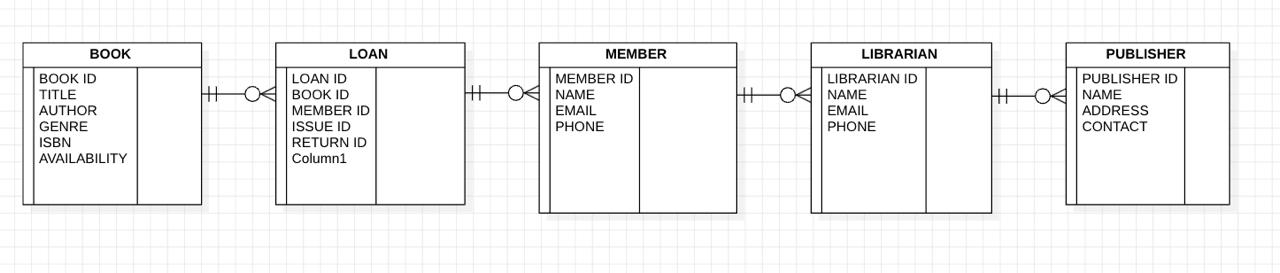 BOOK
BOOK ID
TITLE
AUTHOR
GENRE
ISBN
AVAILABILITY
LOAN
LOAN ID
BOOK ID
MEMBER ID
ISSUE ID
RETURN ID
Column1
MEMBER
MEMBER ID
NAME
EMAIL
PHONE
LIBRARIAN
LIBRARIAN ID
NAME
EMAIL
PHONE
PUBLISHER
PUBLISHER ID
NAME
ADDRESS
CONTACT